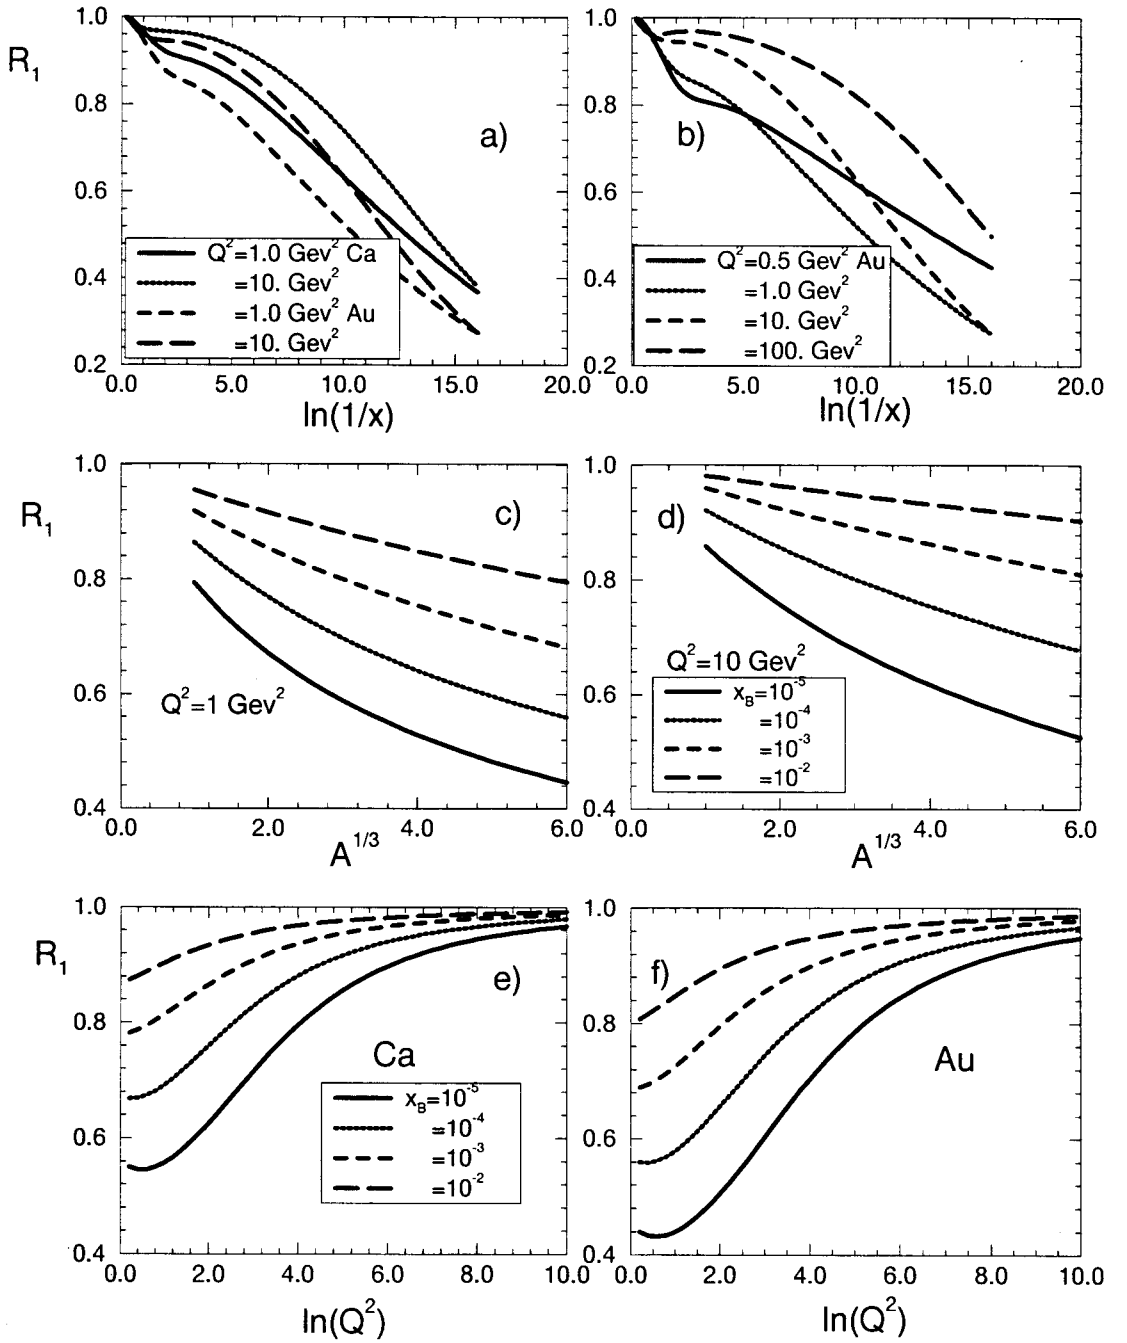 R₁
1.0
0.8
0.6
0.4
0.2
a)
Q²=1.0 Gev² Ca
=10. Gev²
=1.0 Gev² Au
=10. Gev²
0.0 5.0 10.0 15.0 20.0
ln(1/x)
1.0
0.8
0.6
0.4
0.2
b)
Q²=0.5 Gev² Au
=1.0 Gev²
=10. Gev²
=100. Gev²
0.0 5.0 10.0 15.0 20.0
ln(1/x)
R₁
1.0
0.8
0.6
0.4
c)
Q²=1 Gev²
0.0 2.0 4.0 6.0
A^1/3
1.0
0.8
0.6
0.4
d)
Q²=10 Gev²
x_B=10⁻⁵
=10⁻⁴
=10⁻³
=10⁻²
0.0 2.0 4.0 6.0
A^1/3
R₁
1.0
0.8
0.6
0.4
e)
Ca
x_B=10⁻⁵
=10⁻⁴
=10⁻³
=10⁻²
0.0 2.0 4.0 6.0 8.0 10.0
ln(Q²)
1.0
0.8
0.6
0.4
f)
Au
0.0 2.0 4.0 6.0 8.0 10.0
ln(Q²)